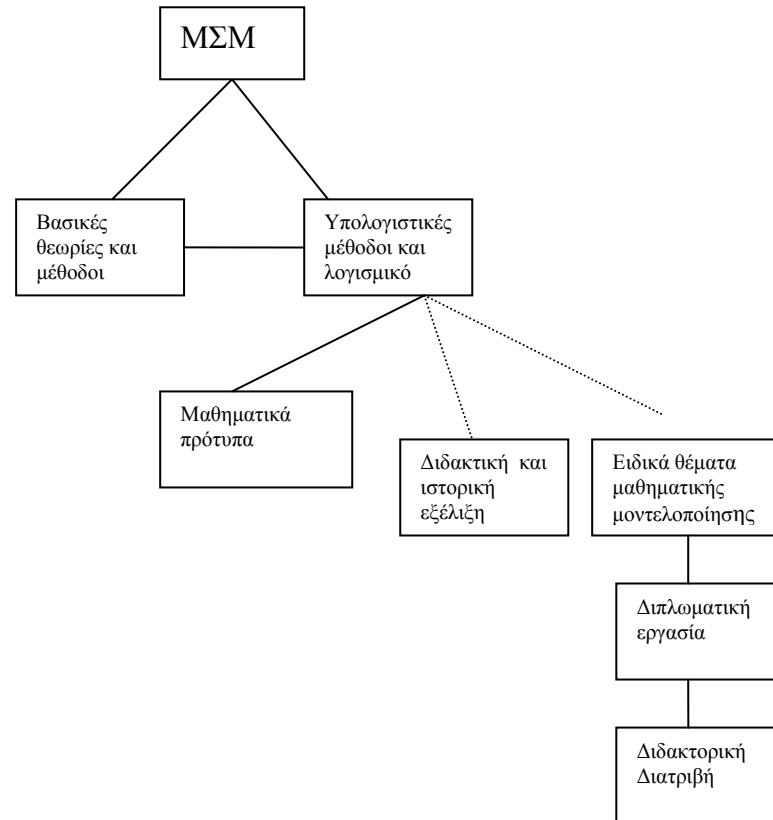 ΜΣΜ
Βασικές
θεωρίες και
μέθοδοι
Υπολογιστικές
μέθοδοι και
λογισμικό
Μαθηματικά
πρότυπα
Διδακτική και
ιστορική
εξέλιξη
Ειδικά θέματα
μαθηματικής
μοντελοποίησης
Διπλωματική
εργασία
Διδακτορική
Διατριβή